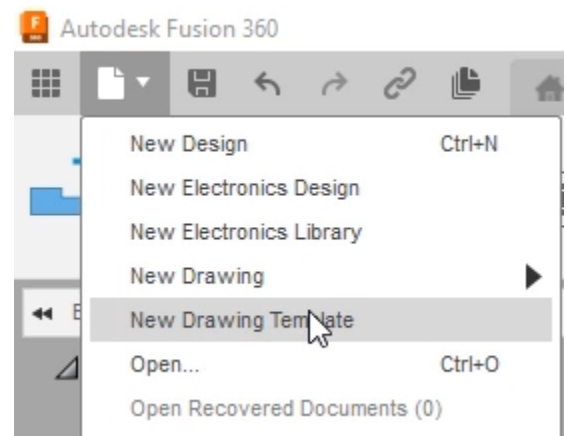 Autodesk Fusion 360
New Design Ctrl+N
New Electronics Design
New Electronics Library
New Drawing
New Drawing Template
Open... Ctrl+O
Open Recovered Documents (0)